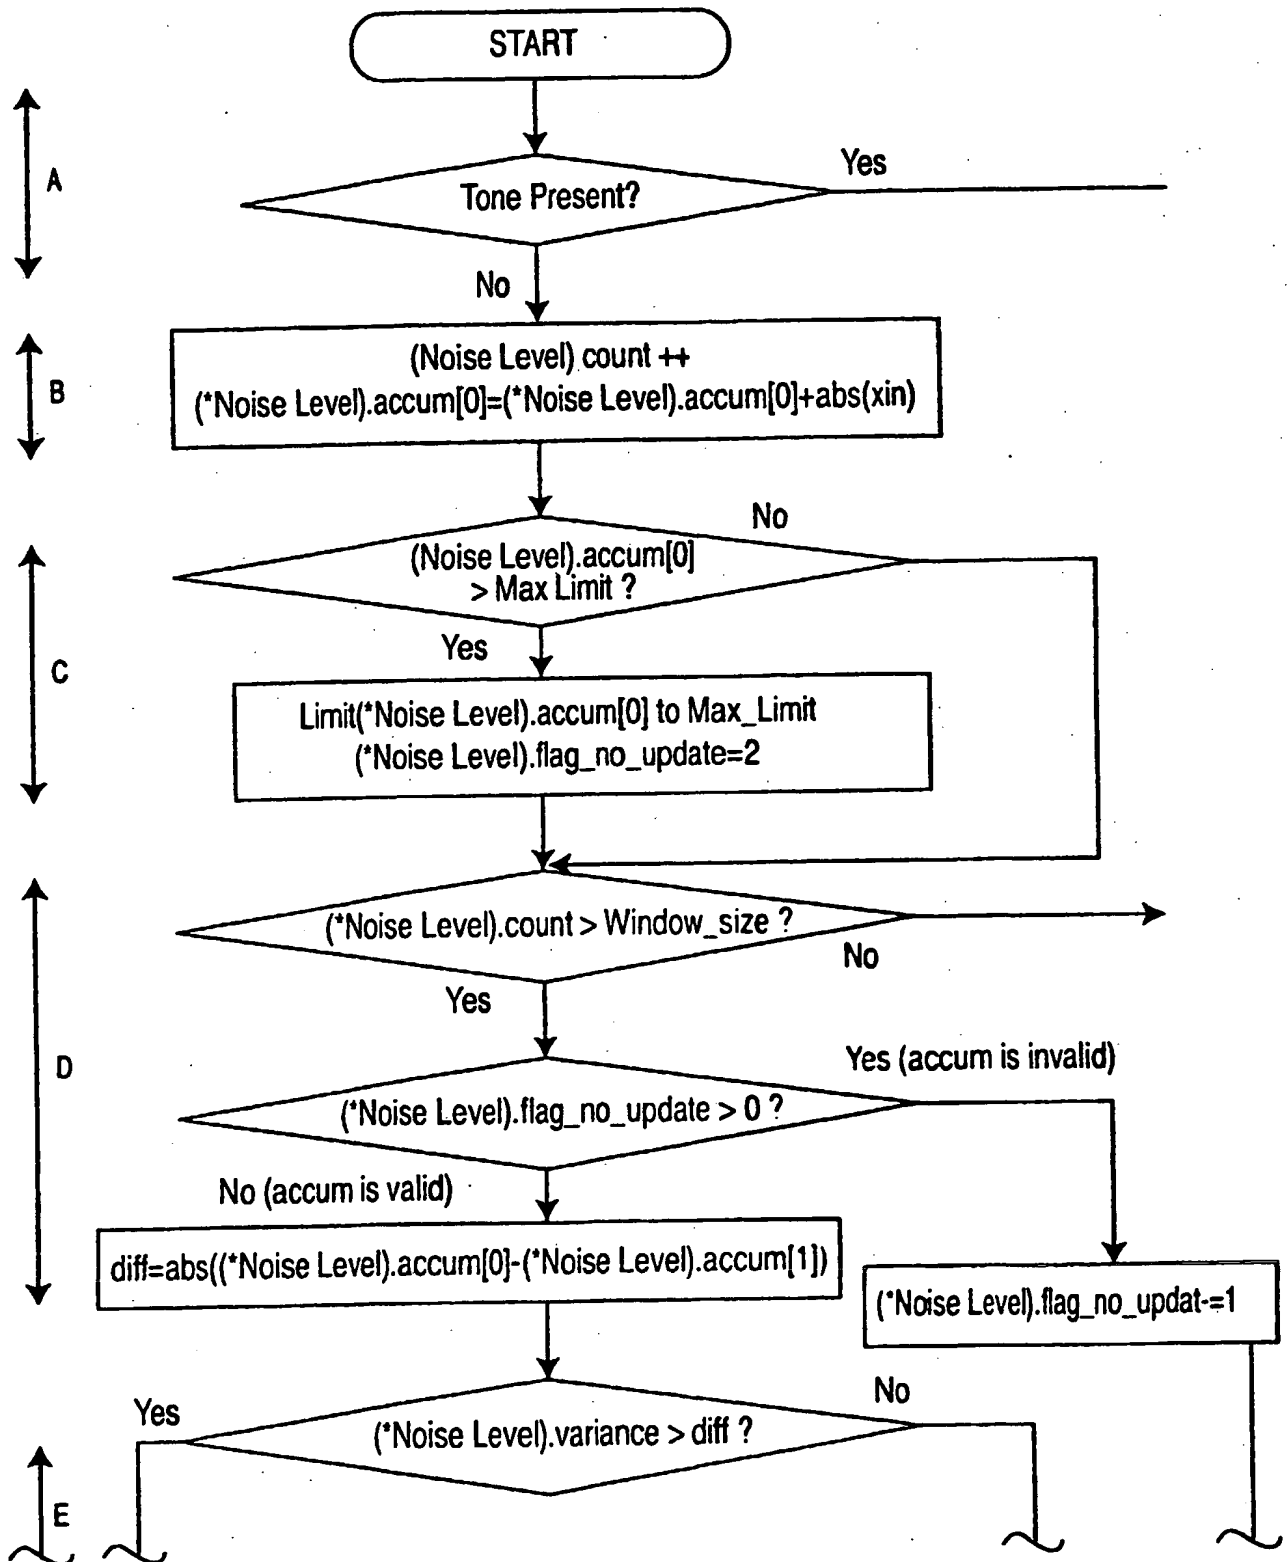 START
A
Tone Present?
Yes
No
B
(Noise Level) count ++
(*Noise Level).accum[0]=(*Noise Level).accum[0]+abs(xin)
C
(Noise Level).accum[0]
> Max Limit ?
No
Yes
Limit(*Noise Level).accum[0] to Max_Limit
(*Noise Level).flag_no_update=2
D
(*Noise Level).count > Window_size ?
No
Yes
(*Noise Level).flag_no_update > 0 ?
Yes (accum is invalid)
No (accum is valid)
diff=abs((*Noise Level).accum[0]-(*Noise Level).accum[1])
(*Noise Level).flag_no_updat-=1
Yes
(*Noise Level).variance > diff ?
No
E